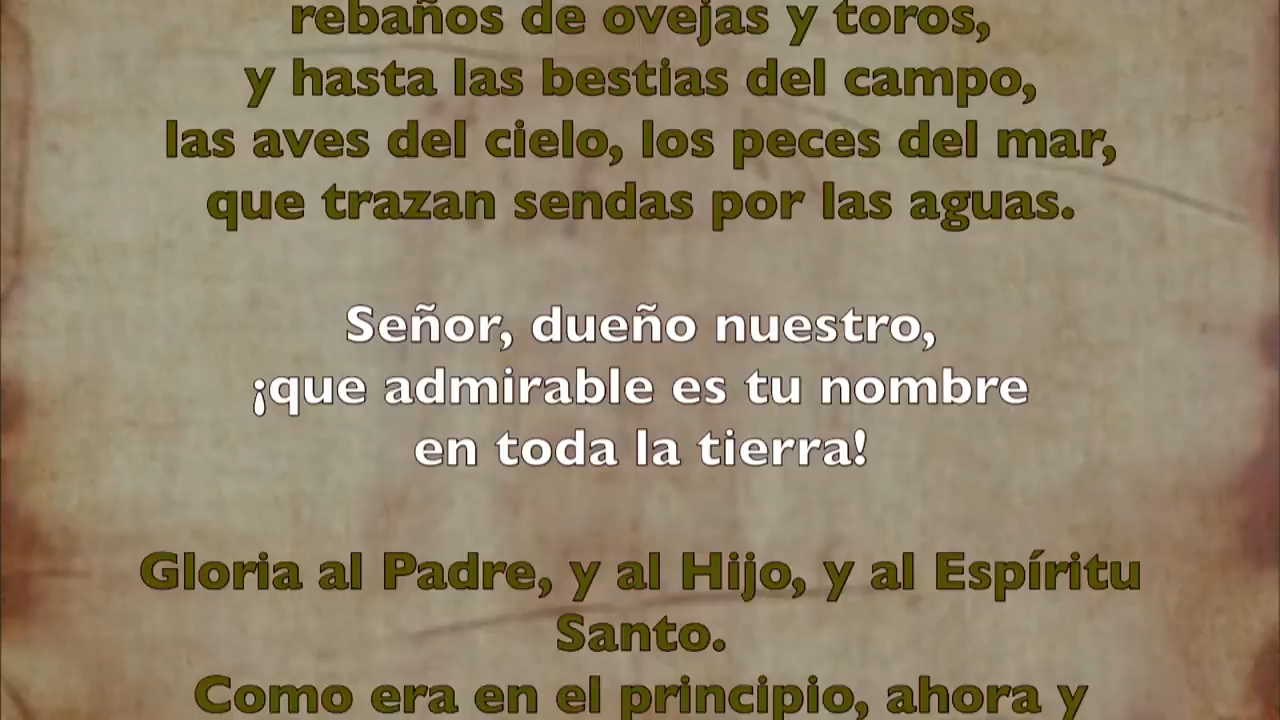 rebaños de ovejas y toros,
y hasta las bestias del campo,
las aves del cielo, los peces del mar,
que trazan sendas por las aguas.
Señor, dueño nuestro,
¡que admirable es tu nombre
en toda la tierra!
Gloria al Padre, y al Hijo, y al Espíritu
Santo.
Como era en el principio, ahora y